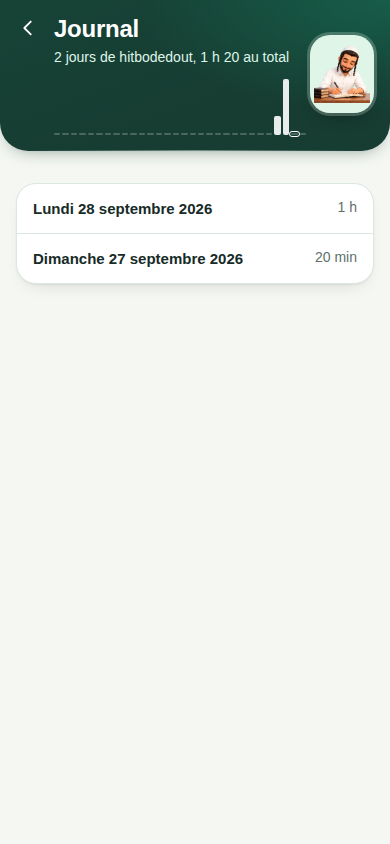 Journal
2 jours de hitbodedout, 1 h 20 au total
Lundi 28 septembre 2026 1 h
Dimanche 27 septembre 2026 20 min